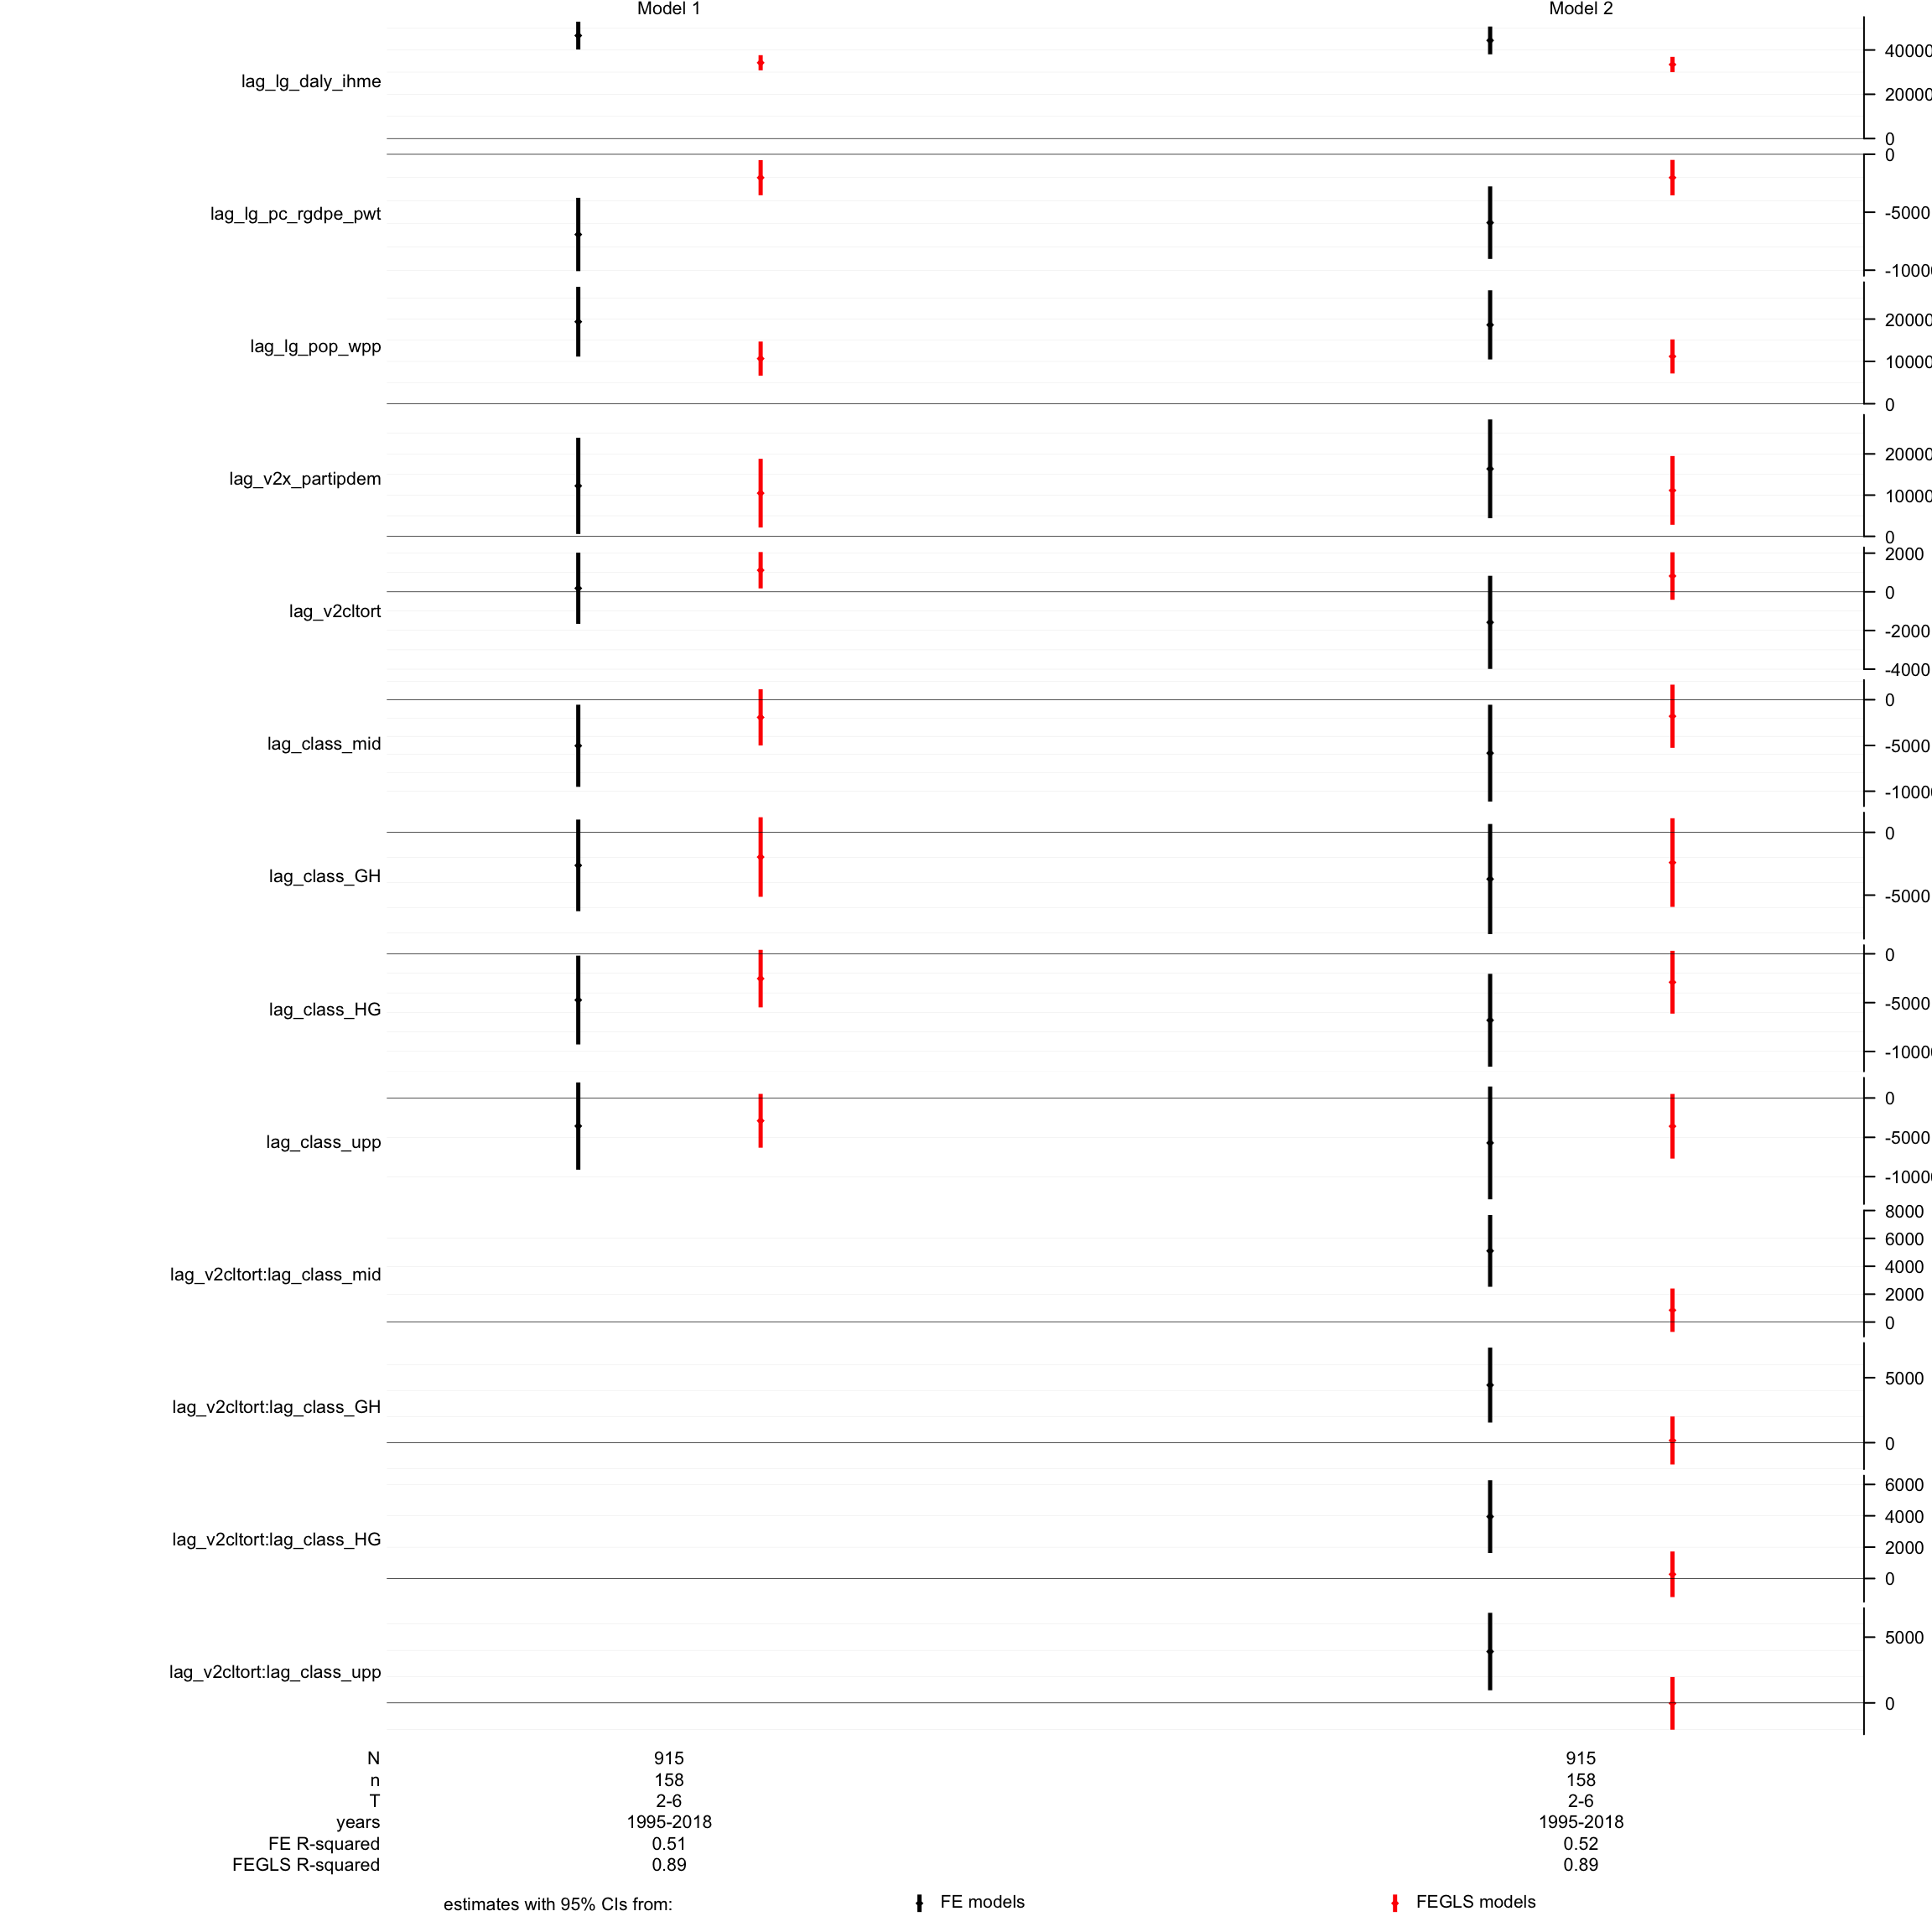 Model 1 Model 2
40000
lag_lg_daly_ihme
20000
0
0
lag_lg_pc_rgdpe_pwt
-5000
-10000
20000
lag_lg_pop_wpp
10000
0
20000
lag_v2x_partipdem
10000
0
2000
0
lag_v2cltort
-2000
-4000
0
lag_class_mid
-5000
-10000
0
lag_class_GH
-5000
0
lag_class_HG
-5000
-10000
0
lag_class_upp
-5000
-10000
8000
6000
lag_v2cltort:lag_class_mid
4000
2000
0
5000
lag_v2cltort:lag_class_GH
0
6000
4000
lag_v2cltort:lag_class_HG
2000
0
5000
lag_v2cltort:lag_class_upp
0
N 915 915
n 158 158
T 2-6 2-6
years 1995-2018 1995-2018
FE R-squared 0.51 0.52
FEGLS R-squared 0.89 0.89
estimates with 95% CIs from: FE models FEGLS models